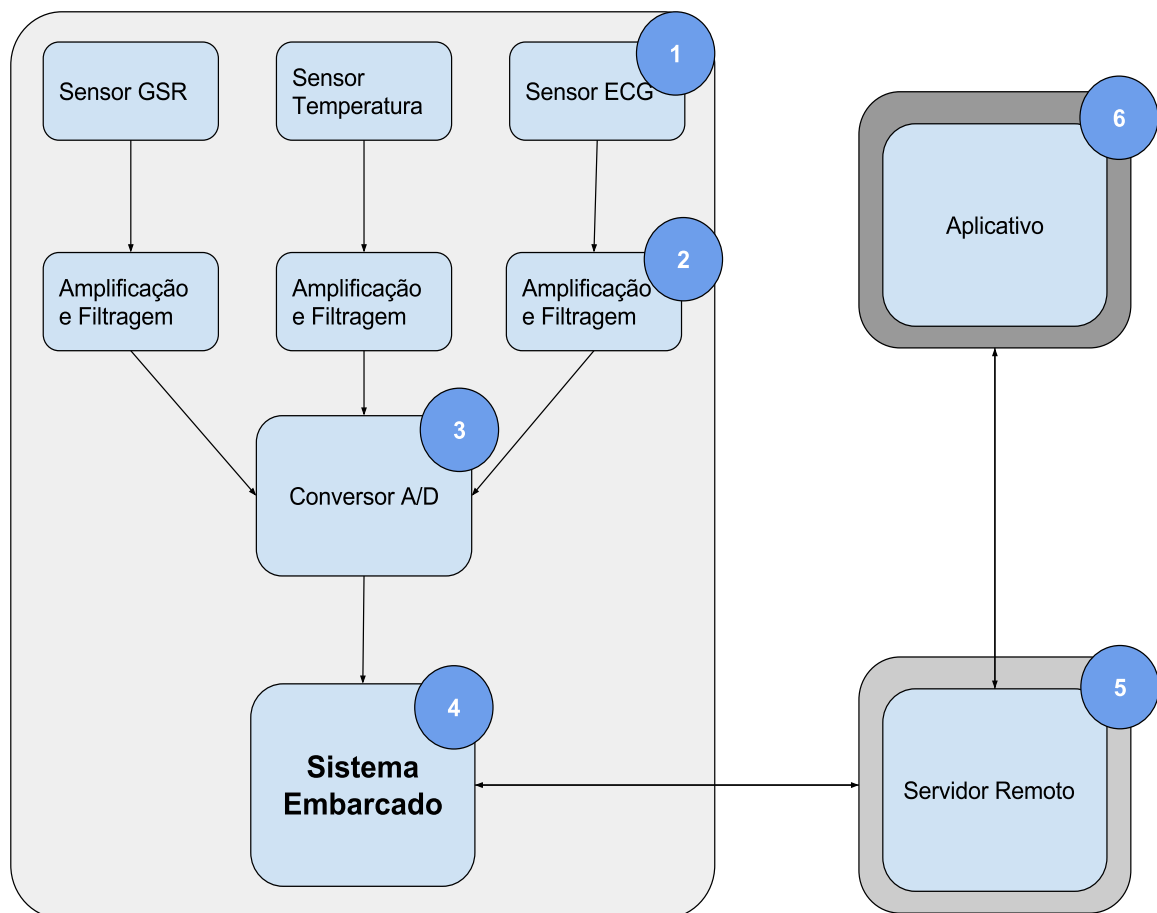 1
Sensor GSR
Sensor
Temperatura
Sensor ECG
6
Aplicativo
2
Amplificação
e Filtragem
Amplificação
e Filtragem
Amplificação
e Filtragem
3
Conversor A/D
4
Sistema
Embarcado
5
Servidor Remoto